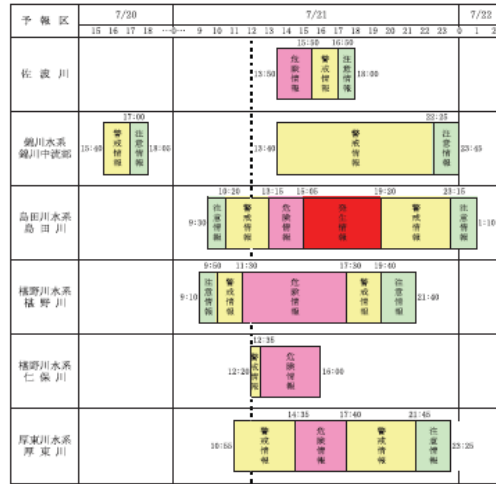 予報区 7/20 7/21 7/22
15 16 17 18 0 9 10 11 12 13 14 15 16 17 18 19 20 21 22 23 0 1 2
15:50 16:50
佐波川 13:50 危険情報 警戒情報 注意情報 18:00
17:00 22:25
錦川水系
錦川中流部 15:40 警戒情報 注意情報 18:05 13:40 警戒情報 注意情報 23:45
10:20 13:15 15:05 19:20 23:15
島田川水系
島田川 9:30 注意情報 警戒情報 危険情報 発生情報 警戒情報 注意情報 1:10
9:50 11:30 17:30 19:40
椹野川水系
椹野川 9:10 注意情報 警戒情報 危険情報 警戒情報 注意情報 21:40
12:35
椹野川水系
仁保川 12:20 警戒情報 危険情報 16:00
14:35 17:40 21:45
厚東川水系
厚東川 10:55 警戒情報 危険情報 警戒情報 注意情報 23:25